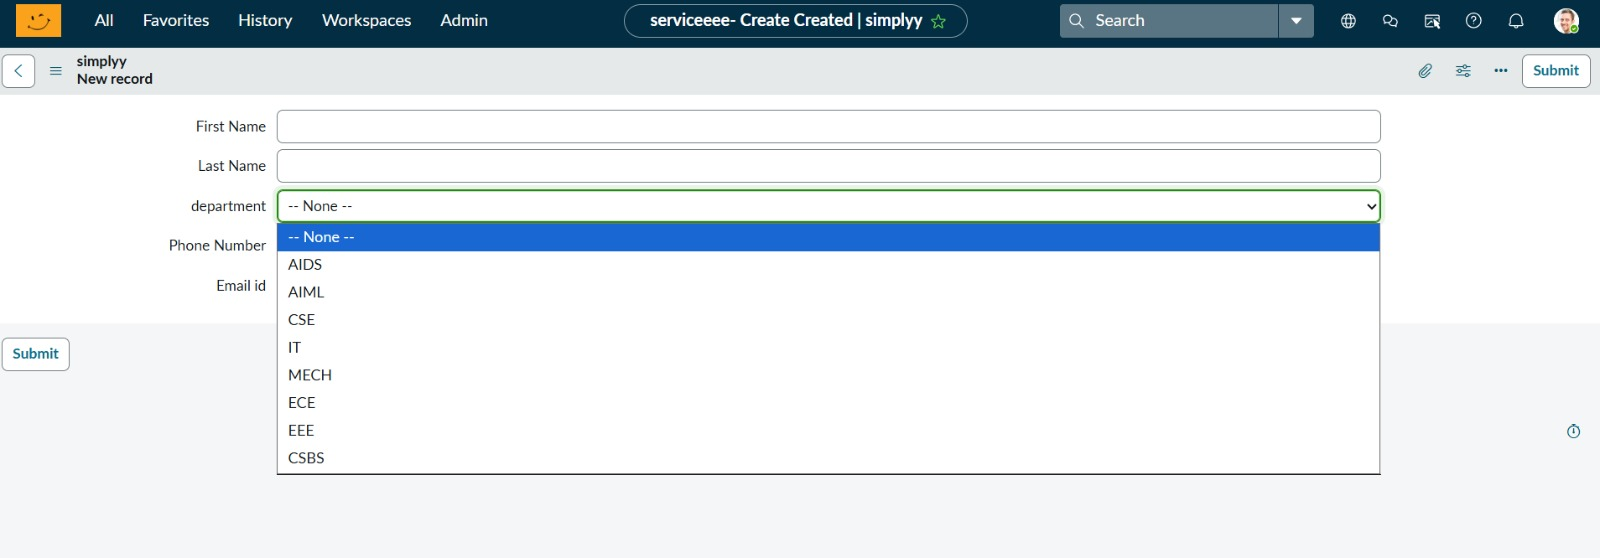 All Favorites History Workspaces Admin serviceeee- Create Created | simplyy Search
simplyy
New record
Submit
First Name
Last Name
department -- None --
-- None --
Phone Number
AIDS
Email id
AIML
CSE
IT
Submit
MECH
ECE
EEE
CSBS